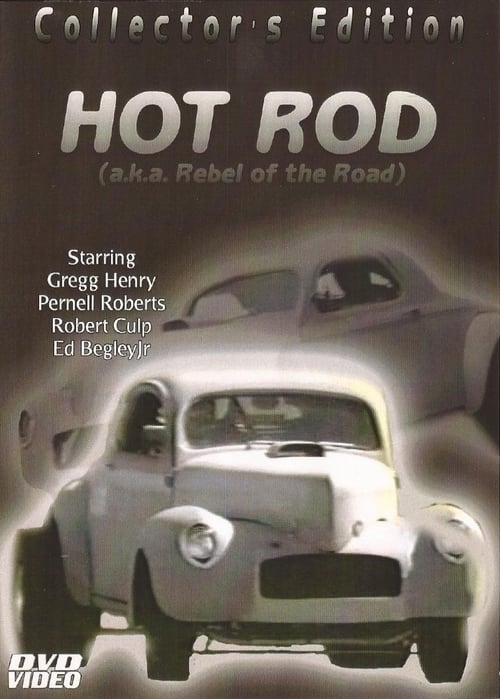 Collector's Edition
HOT ROD
(a.k.a. Rebel of the Road)
Starring
Gregg Henry
Pernell Roberts
Robert Culp
Ed BegleyJr
DVD
VIDEO